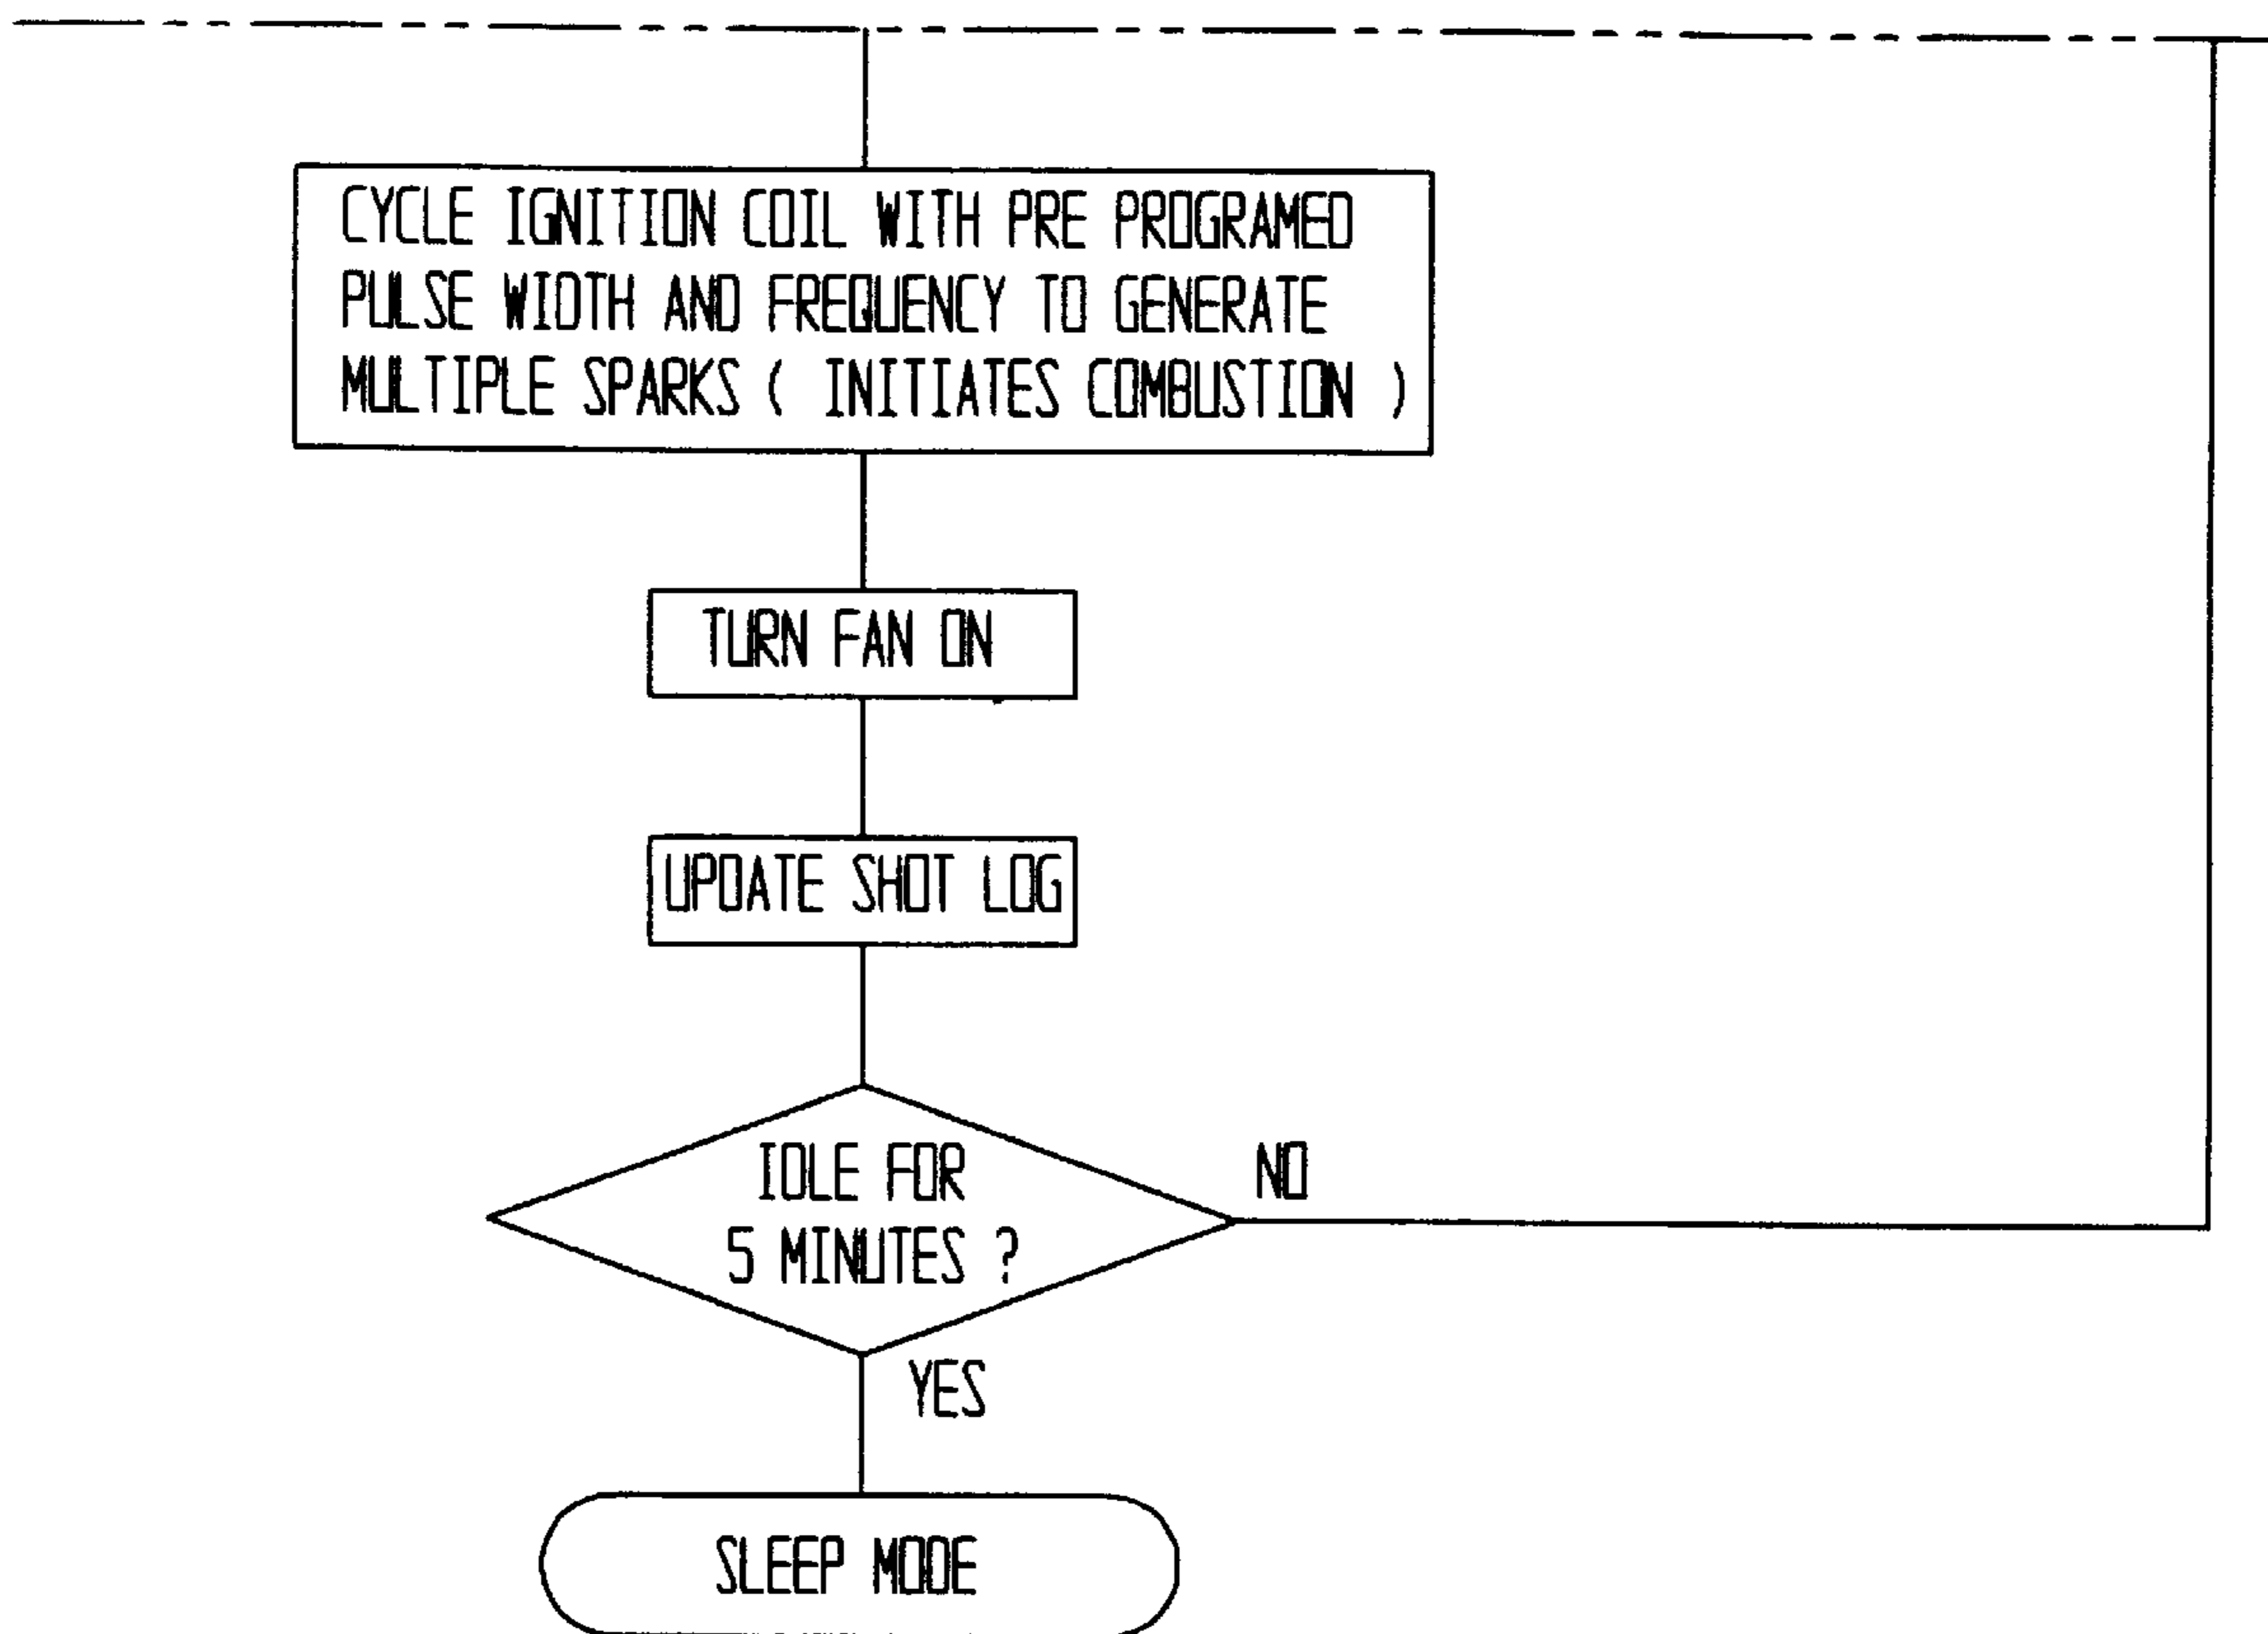 CYCLE IGNITION COIL WITH PRE PROGRAMED
PULSE WIDTH AND FREQUENCY TO GENERATE
MULTIPLE SPARKS ( INITIATES COMBUSTION )
TURN FAN ON
UPDATE SHOT LOG
IDLE FOR
5 MINUTES ?
NO
YES
SLEEP MODE